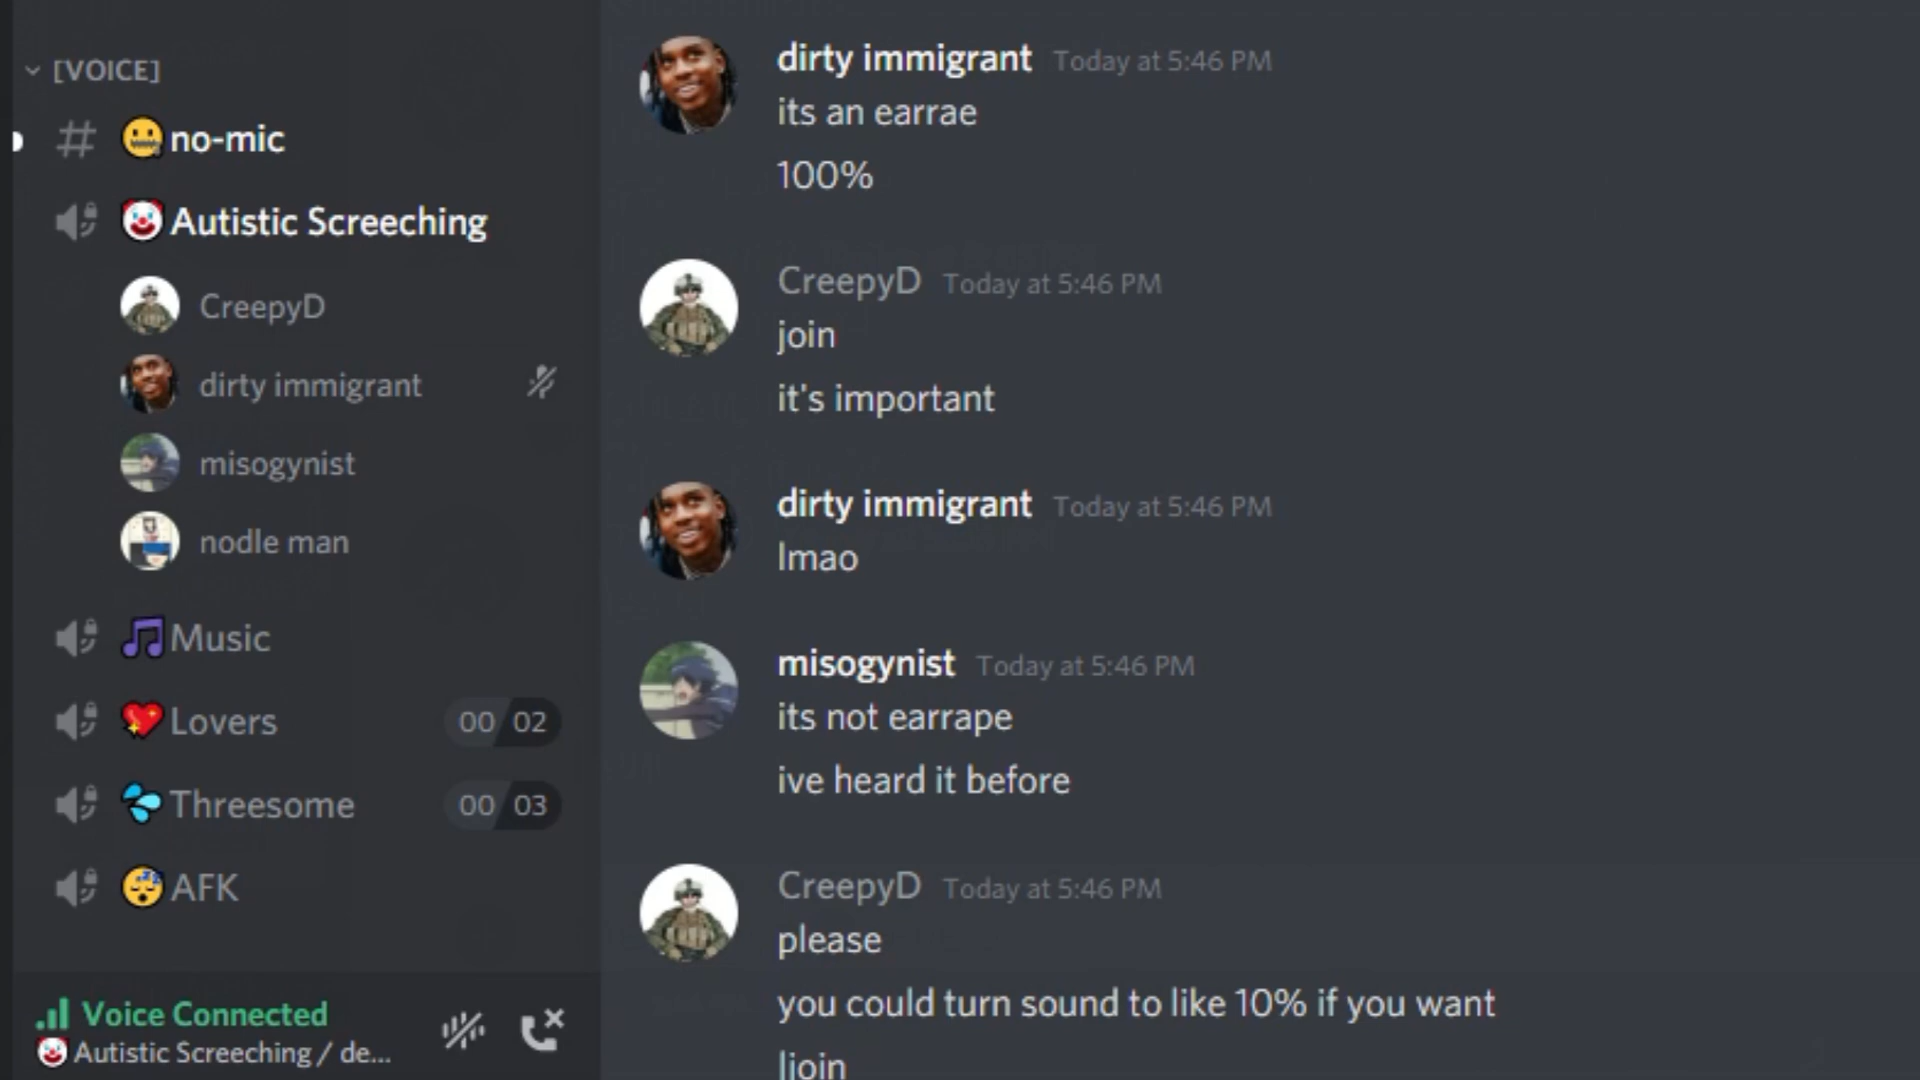 [VOICE]
no-mic
Autistic Screeching
CreepyD
dirty immigrant
misogynist
nodle man
Music
Lovers 00 02
Threesome 00 03
AFK
Voice Connected
Autistic Screeching / de...
dirty immigrant Today at 5:46 PM
its an earrae
100%
CreepyD Today at 5:46 PM
join
it's important
dirty immigrant Today at 5:46 PM
lmao
misogynist Today at 5:46 PM
its not earrape
ive heard it before
CreepyD Today at 5:46 PM
please
you could turn sound to like 10% if you want